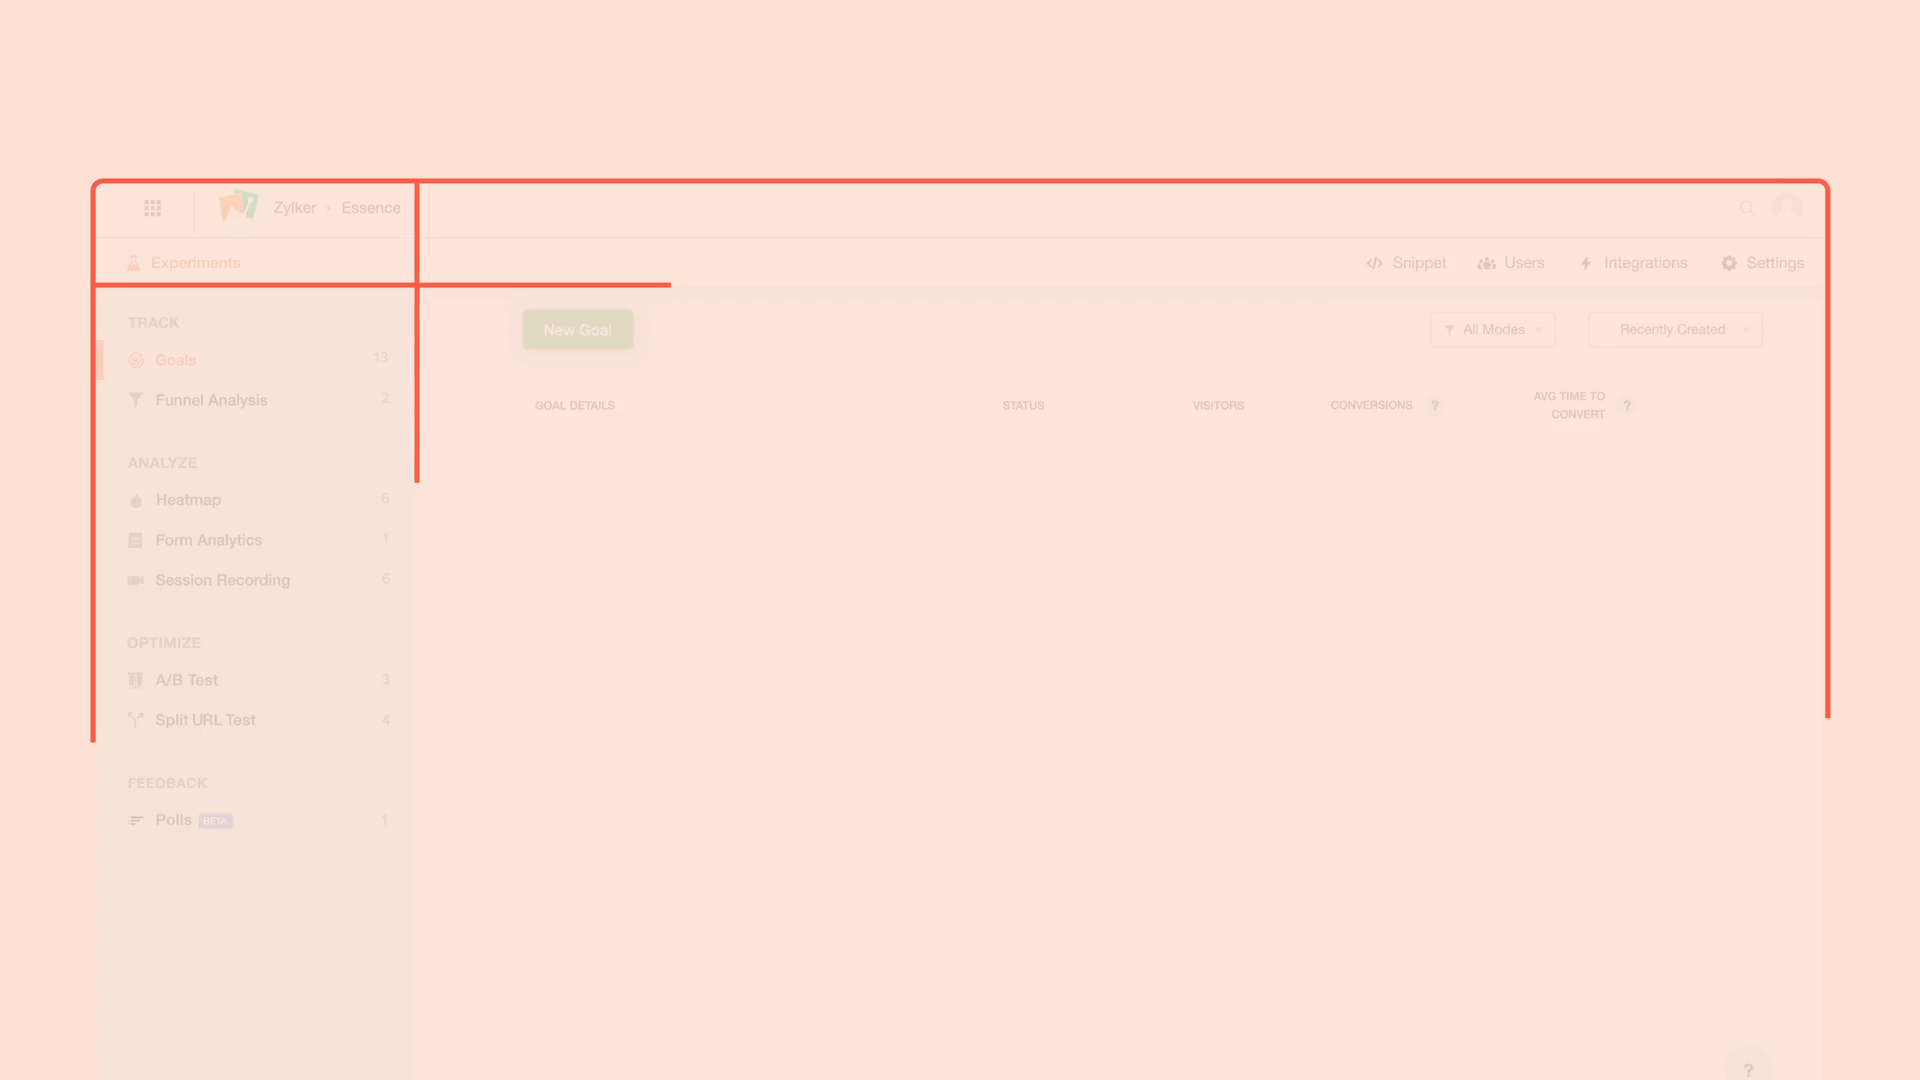 Zylker › Essence
Experiments
Snippet
Users
Integrations
Settings
TRACK
Goals 13
Funnel Analysis 2
ANALYZE
Heatmap 6
Form Analytics 1
Session Recording 6
OPTIMIZE
A/B Test 3
Split URL Test 4
FEEDBACK
Polls BETA 1
New Goal
All Modes
Recently Created
GOAL DETAILS
STATUS
VISITORS
CONVERSIONS ?
AVG TIME TO
CONVERT ?
?